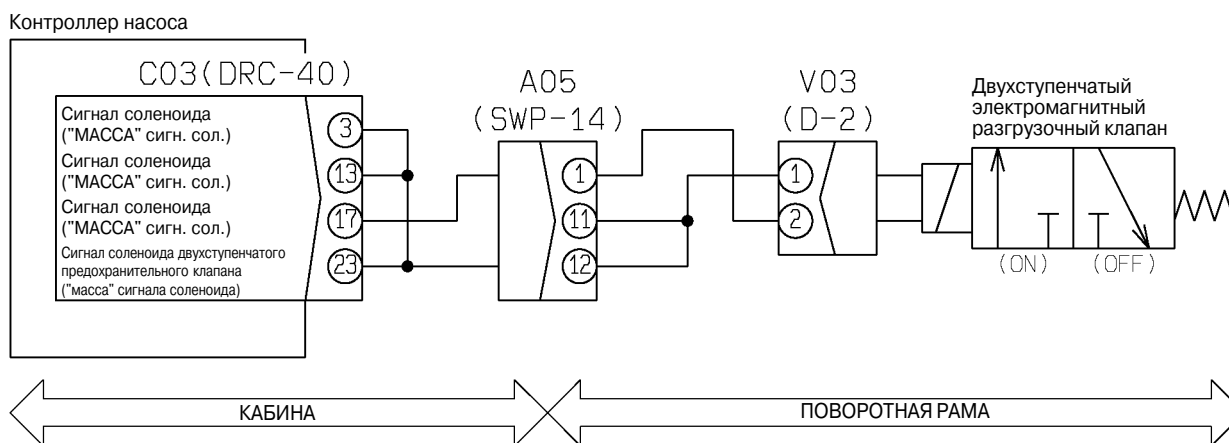 Контроллер насоса
C03(DRC-40)
Сигнал соленоида
("МАССА" сигн. сол.)
Сигнал соленоида
("МАССА" сигн. сол.)
Сигнал соленоида
("МАССА" сигн. сол.)
Сигнал соленоида двухступенчатого
предохранительного клапана
("масса" сигнала соленоида)
3
13
17
23
A05
(SWP-14)
1
11
12
V03
(D-2)
1
2
Двухступенчатый
электромагнитный
разгрузочный клапан
(ON)
(OFF)
КАБИНА
ПОВОРОТНАЯ РАМА